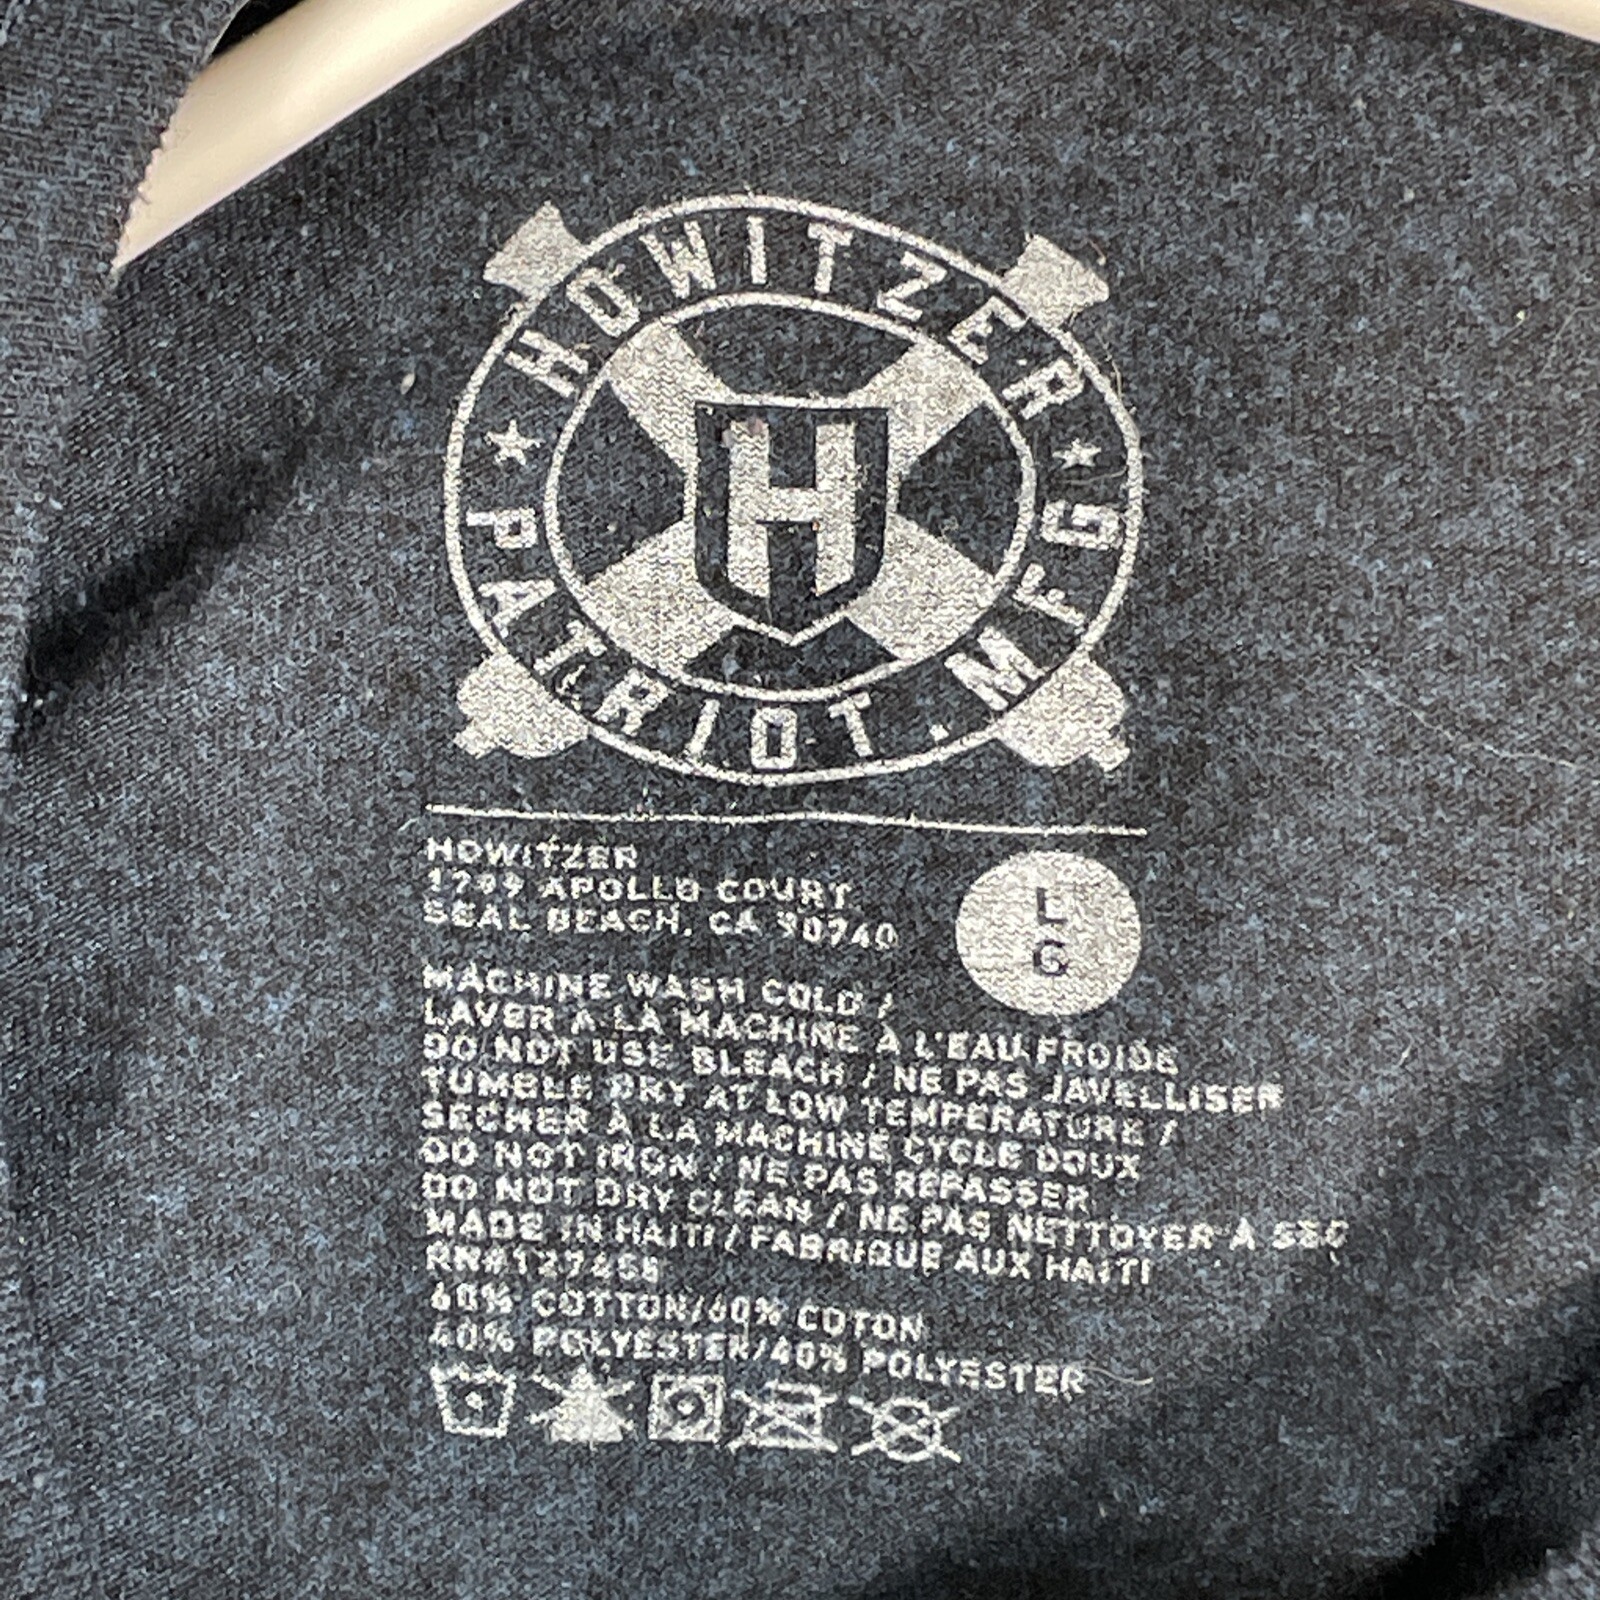 HOWITZER
PATRIOT . MFG
H
HOWITZER
1799 APOLLO COURT
SEAL BEACH, CA 90740
L
G
MACHINE WASH COLD /
LAVER A LA MACHINE À L'EAU FROIDE
DO NOT USE BLEACH / NE PAS JAVELLISER
TUMBLE DRY AT LOW TEMPERATURE /
SECHER À LA MACHINE CYCLE DOUX
DO NOT IRON / NE PAS REPASSER
DO NOT DRY CLEAN / NE PAS NETTOYER À SEC
MADE IN HAITI / FABRIQUE AUX HAITI
60% COTTON/60% COTON
40% POLYESTER/40% POLYESTER